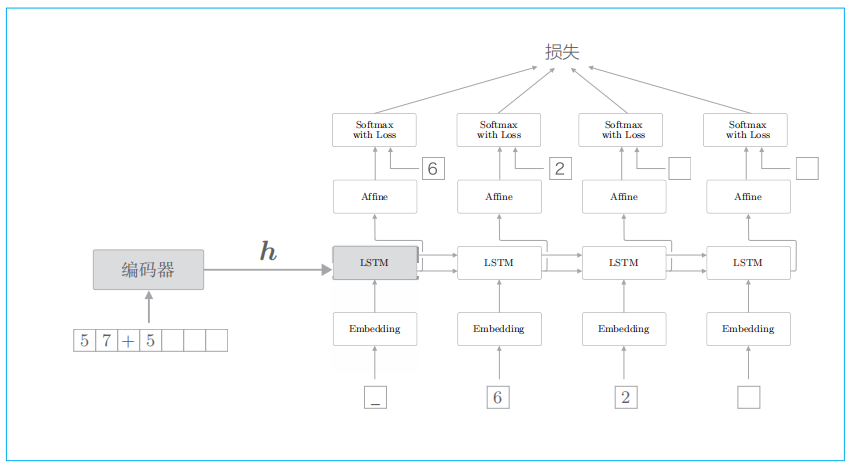 损失
Softmax with Loss
Softmax with Loss
Softmax with Loss
Softmax with Loss
6
2
Affine
Affine
Affine
Affine
h
编码器
LSTM
LSTM
LSTM
LSTM
5 7 + 5
Embedding
Embedding
Embedding
Embedding
_
6
2